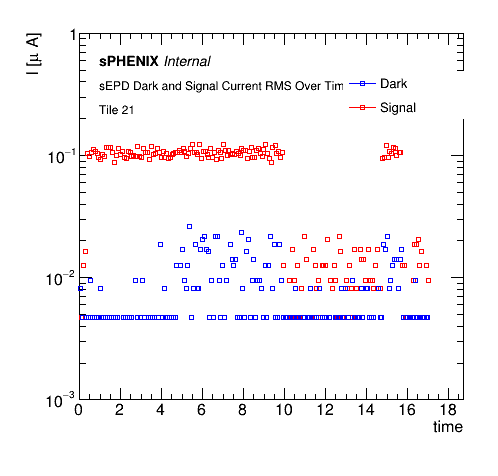 I [μ A]
1
sPHENIX Internal
sEPD Dark and Signal Current RMS Over Tim
Tile 21
Dark
Signal
10⁻¹
10⁻²
10⁻³
0 2 4 6 8 10 12 14 16 18
time